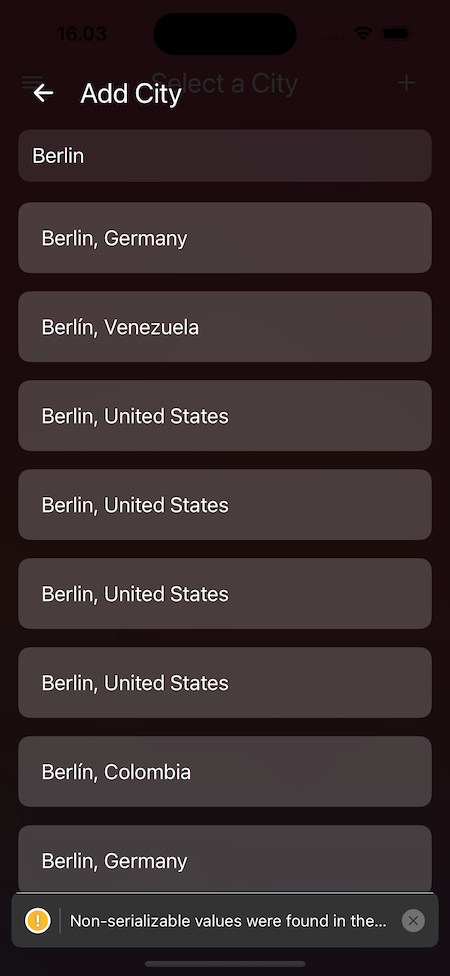 16.03
Select a City
Add City
Berlin
Berlin, Germany
Berlín, Venezuela
Berlin, United States
Berlin, United States
Berlin, United States
Berlin, United States
Berlín, Colombia
Berlin, Germany
Non-serializable values were found in the...